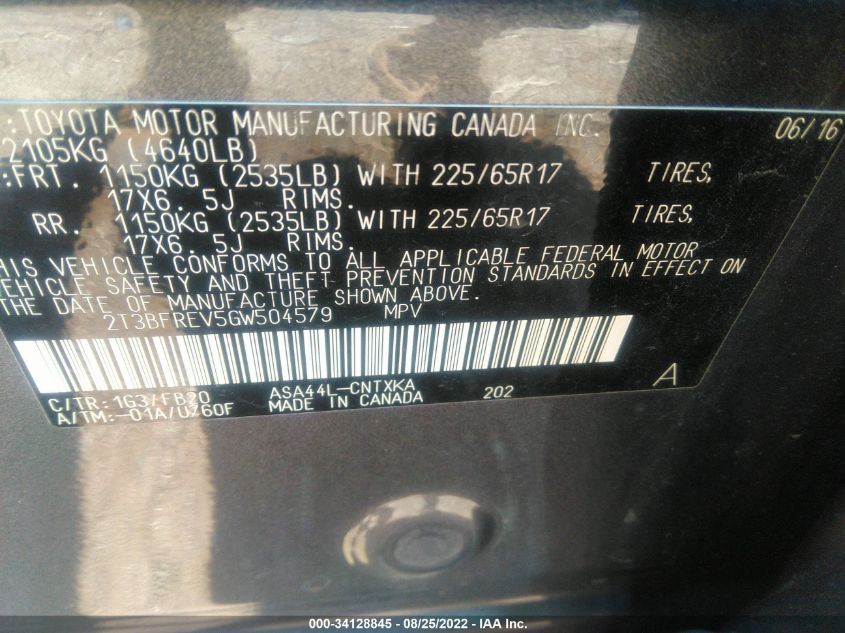 :TOYOTA MOTOR MANUFACTURING CANADA INC. 06/16
2105KG (4640LB)
:FRT. 1150KG (2535LB) WITH 225/65R17 TIRES,
17X6. 5J RIMS.
RR. 1150KG (2535LB) WITH 225/65R17 TIRES,
17X6. 5J RIMS.
HIS VEHICLE CONFORMS TO ALL APPLICABLE FEDERAL MOTOR
VEHICLE SAFETY AND THEFT PREVENTION STANDARDS IN EFFECT ON
THE DATE OF MANUFACTURE SHOWN ABOVE.
2T3BFREV5GW504579 MPV
C/TR:1G3/FB20 ASA44L-CNTXKA 202 A
A/TM:-01A/U760F MADE IN CANADA
000-34128845 - 08/25/2022 - IAA Inc.